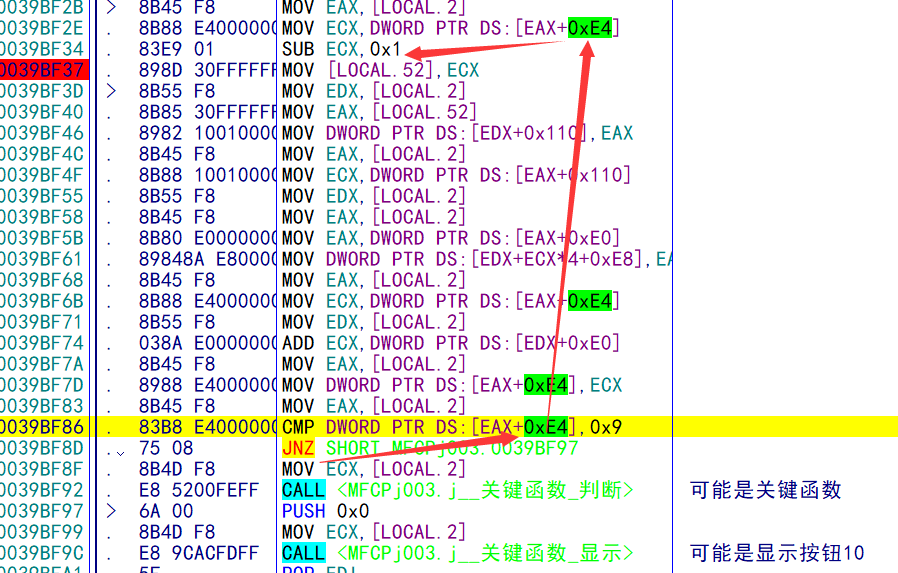 0039BF2B > 8B45 F8 MOV EAX,[LOCAL.2]
0039BF2E . 8B88 E4000000 MOV ECX,DWORD PTR DS:[EAX+0xE4]
0039BF34 . 83E9 01 SUB ECX,0x1
0039BF37 . 898D 30FFFFFF MOV [LOCAL.52],ECX
0039BF3D > 8B55 F8 MOV EDX,[LOCAL.2]
0039BF40 . 8B85 30FFFFFF MOV EAX,[LOCAL.52]
0039BF46 . 8982 10010000 MOV DWORD PTR DS:[EDX+0x110],EAX
0039BF4C . 8B45 F8 MOV EAX,[LOCAL.2]
0039BF4F . 8B88 10010000 MOV ECX,DWORD PTR DS:[EAX+0x110]
0039BF55 . 8B55 F8 MOV EDX,[LOCAL.2]
0039BF58 . 8B45 F8 MOV EAX,[LOCAL.2]
0039BF5B . 8B80 E0000000 MOV EAX,DWORD PTR DS:[EAX+0xE0]
0039BF61 . 89848A E80000 MOV DWORD PTR DS:[EDX+ECX*4+0xE8],EA
0039BF68 . 8B45 F8 MOV EAX,[LOCAL.2]
0039BF6B . 8B88 E4000000 MOV ECX,DWORD PTR DS:[EAX+0xE4]
0039BF71 . 8B55 F8 MOV EDX,[LOCAL.2]
0039BF74 . 038A E0000000 ADD ECX,DWORD PTR DS:[EDX+0xE0]
0039BF7A . 8B45 F8 MOV EAX,[LOCAL.2]
0039BF7D . 8988 E4000000 MOV DWORD PTR DS:[EAX+0xE4],ECX
0039BF83 . 8B45 F8 MOV EAX,[LOCAL.2]
0039BF86 . 83B8 E4000000 CMP DWORD PTR DS:[EAX+0xE4],0x9
0039BF8D . 75 08 JNZ SHORT MFCPj003.0039BF97
0039BF8F . 8B4D F8 MOV ECX,[LOCAL.2]
0039BF92 . E8 5200FEFF CALL <MFCPj003.j__关键函数_判断> 可能是关键函数
0039BF97 > 6A 00 PUSH 0x0
0039BF99 . 8B4D F8 MOV ECX,[LOCAL.2]
0039BF9C . E8 9CACFDFF CALL <MFCPj003.j__关键函数_显示> 可能是显示按钮10